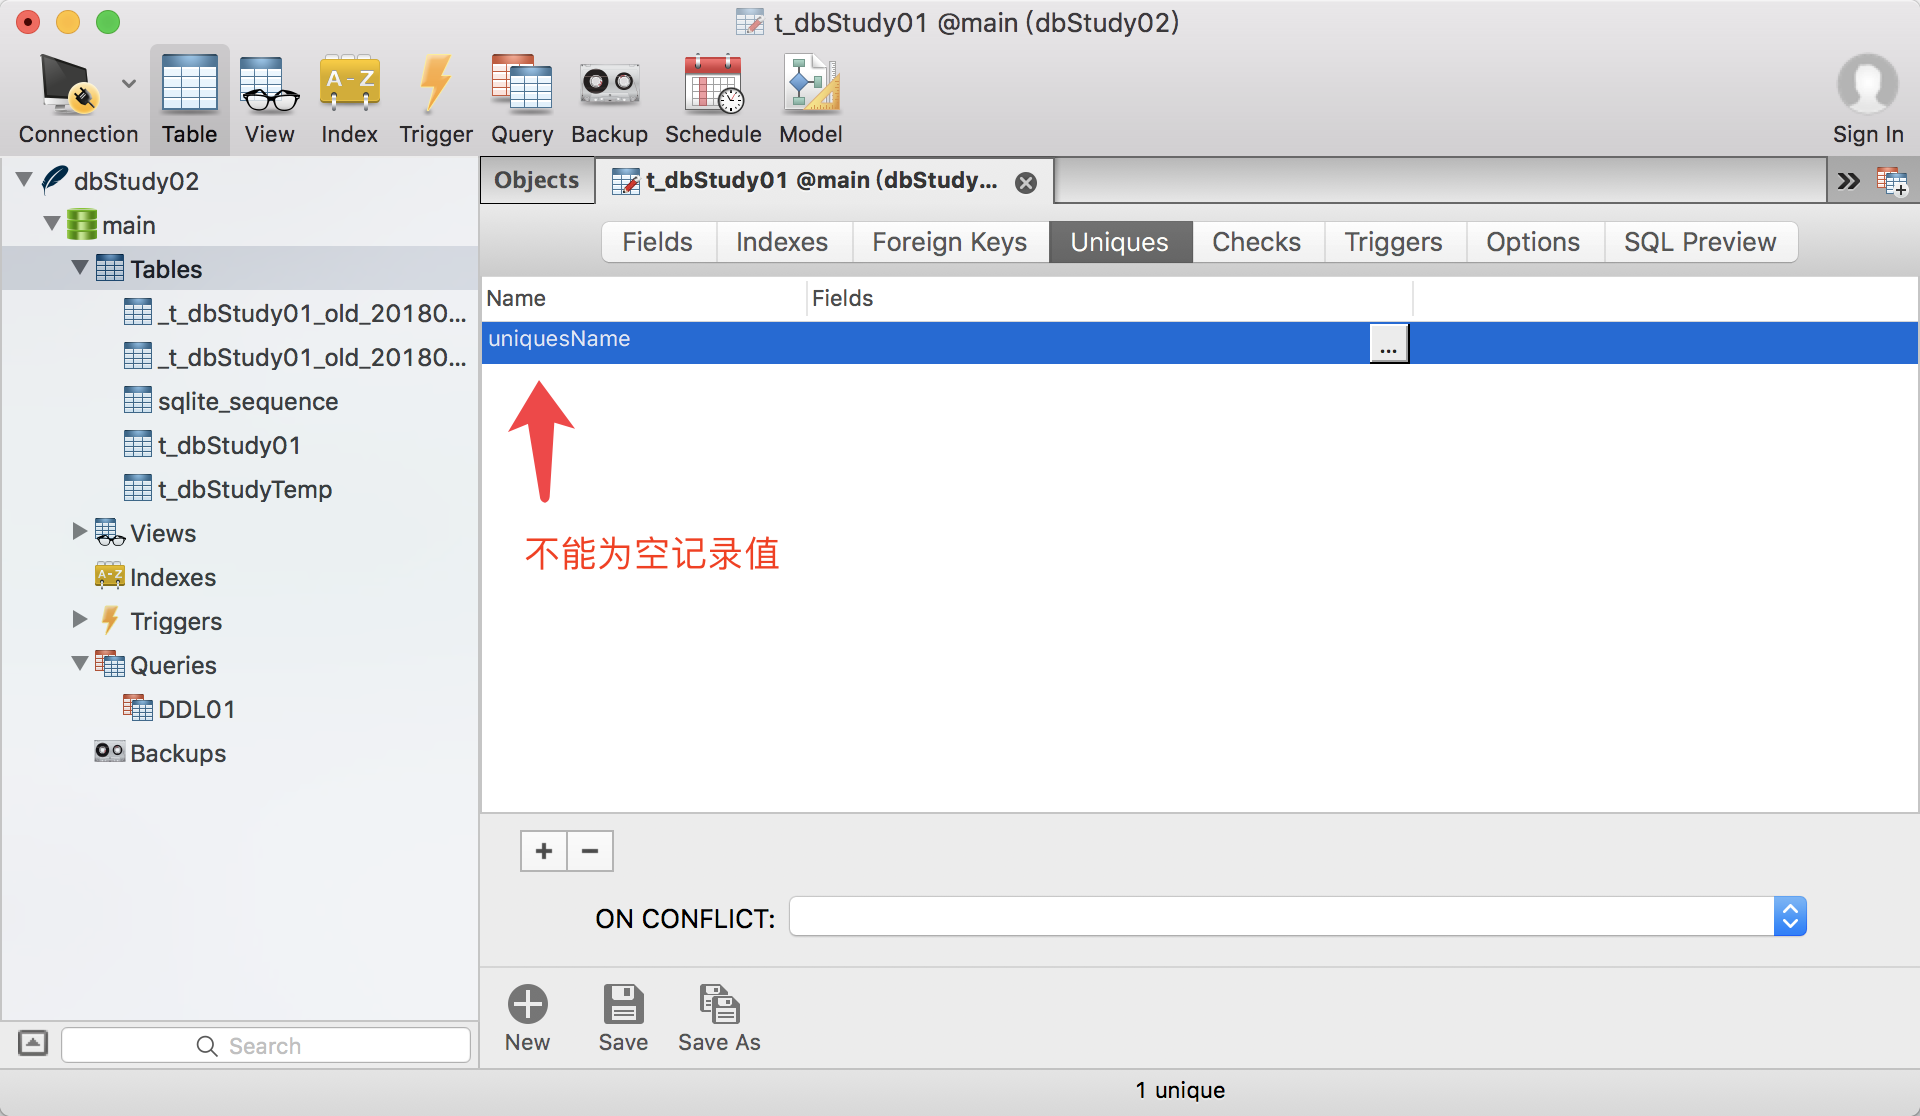 t_dbStudy01 @main (dbStudy02)
Connection Table View Index Trigger Query Backup Schedule Model Sign In
A-Z
dbStudy02
main
Tables
_t_dbStudy01_old_20180...
_t_dbStudy01_old_20180...
sqlite_sequence
t_dbStudy01
t_dbStudyTemp
Views
Indexes
Triggers
Queries
DDL01
Backups
Search
Objects t_dbStudy01 @main (dbStudy...
Fields Indexes Foreign Keys Uniques Checks Triggers Options SQL Preview
Name Fields
uniquesName ...
不能为空记录值
+ −
ON CONFLICT:
New Save Save As
1 unique